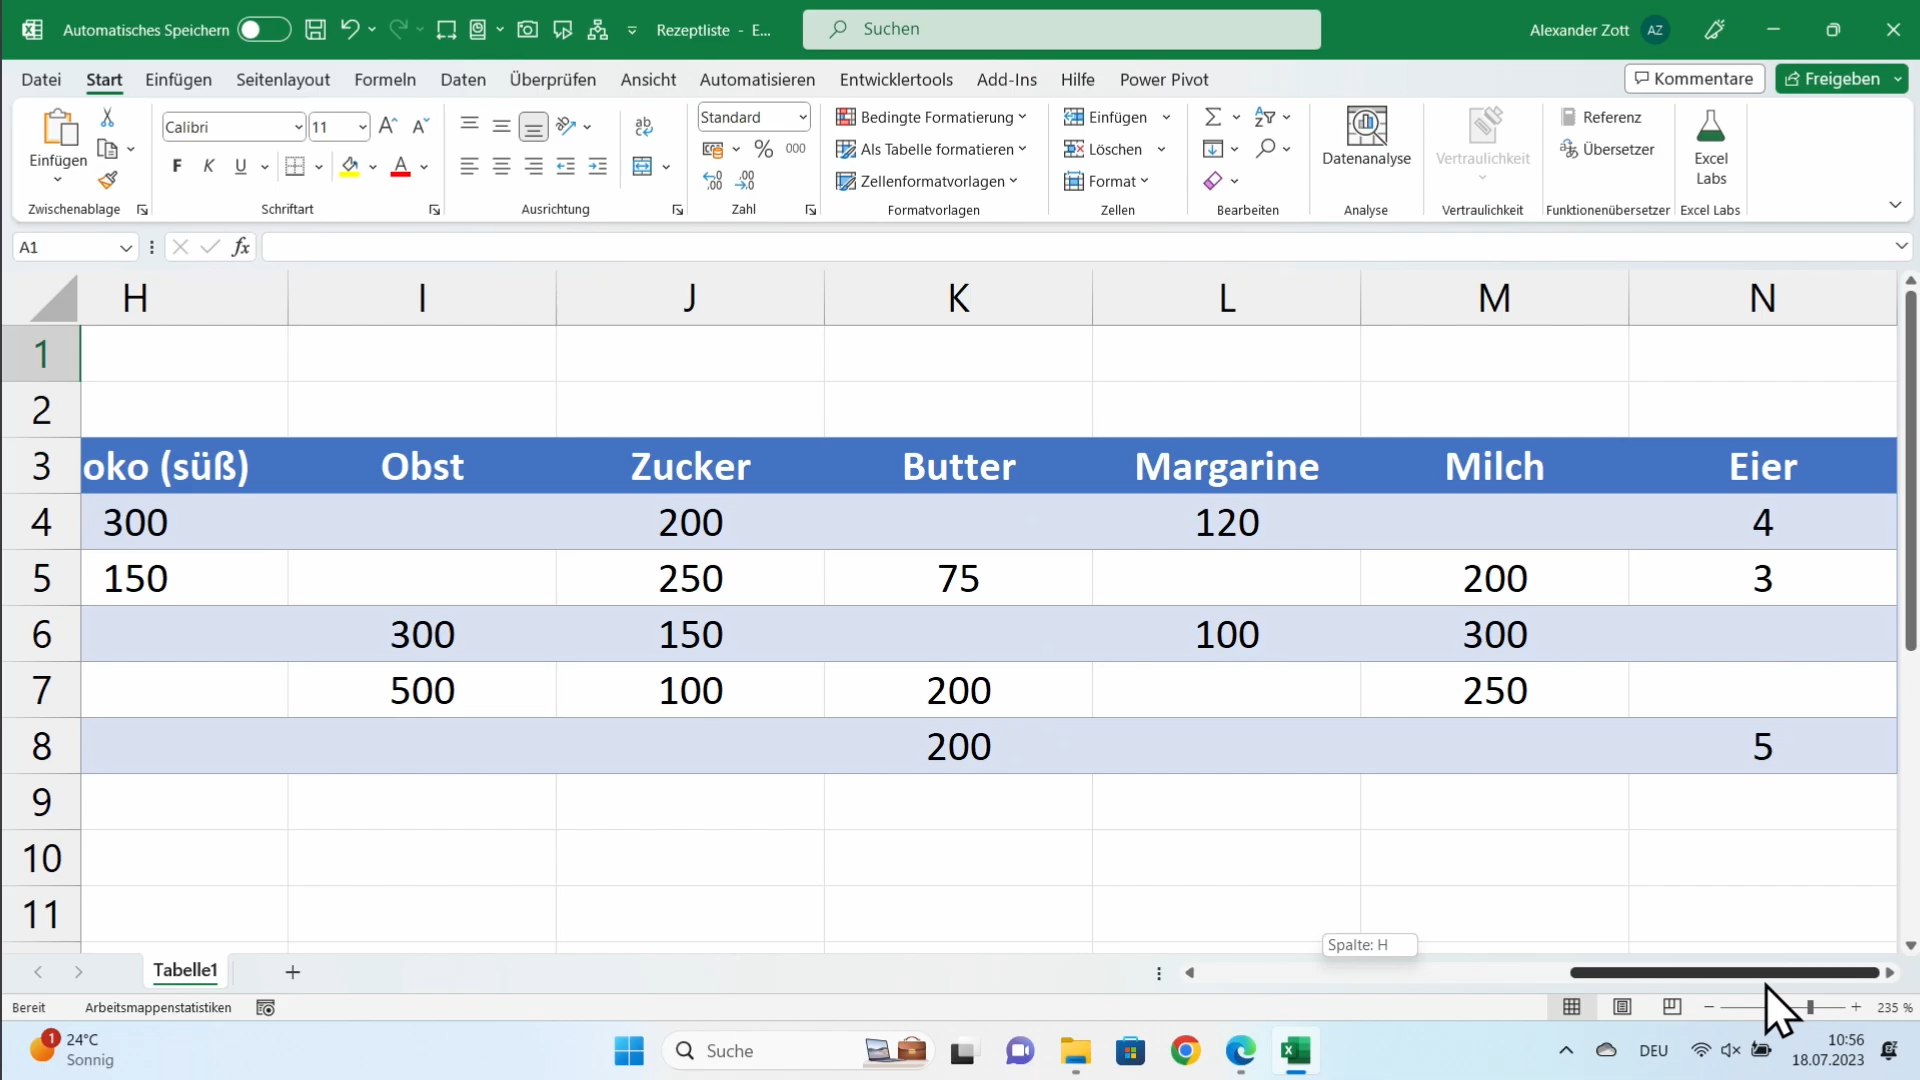 Automatisches Speichern
Rezeptliste - E...
Suchen
Alexander Zott AZ
Datei Start Einfügen Seitenlayout Formeln Daten Überprüfen Ansicht Automatisieren Entwicklertools Add-Ins Hilfe Power Pivot Kommentare Freigeben
Einfügen
Zwischenablage
Calibri 11
F K U
Schriftart
Ausrichtung
Standard
% 000
Zahl
Bedingte Formatierung
Als Tabelle formatieren
Zellenformatvorlagen
Formatvorlagen
Einfügen
Löschen
Format
Zellen
Bearbeiten
Datenanalyse
Analyse
Vertraulichkeit
Vertraulichkeit
Referenz
Übersetzer
Funktionenübersetzer
Excel
Labs
Excel Labs
A1 fx
H I J K L M N
1
2
3 oko (süß) Obst Zucker Butter Margarine Milch Eier
4 300 200 120 4
5 150 250 75 200 3
6 300 150 100 300
7 500 100 200 250
8 200 5
9
10
11
Spalte: H
Tabelle1
Bereit Arbeitsmappenstatistiken 235 %
1 24°C
Sonnig
Suche
DEU
10:56
18.07.2023